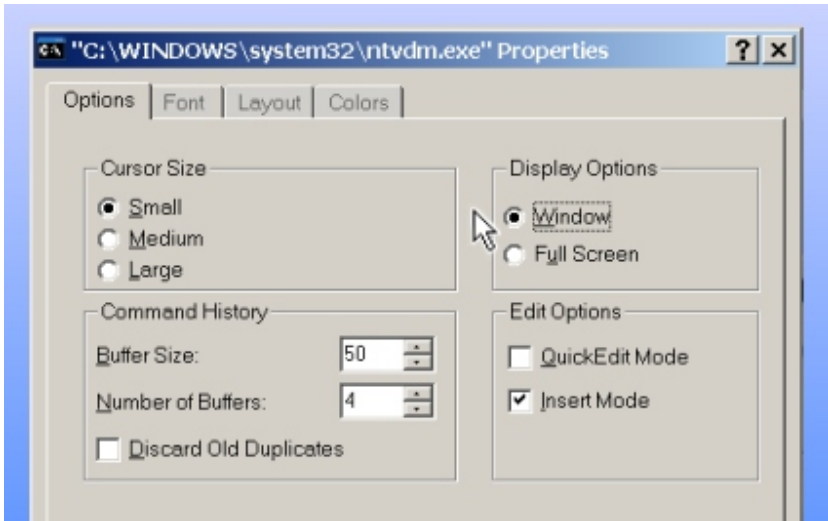 "C:\WINDOWS\system32\ntvdm.exe" Properties
Options Font Layout Colors
Cursor Size
Small
Medium
Large
Display Options
Window
Full Screen
Command History
Buffer Size: 50
Number of Buffers: 4
Discard Old Duplicates
Edit Options
QuickEdit Mode
Insert Mode